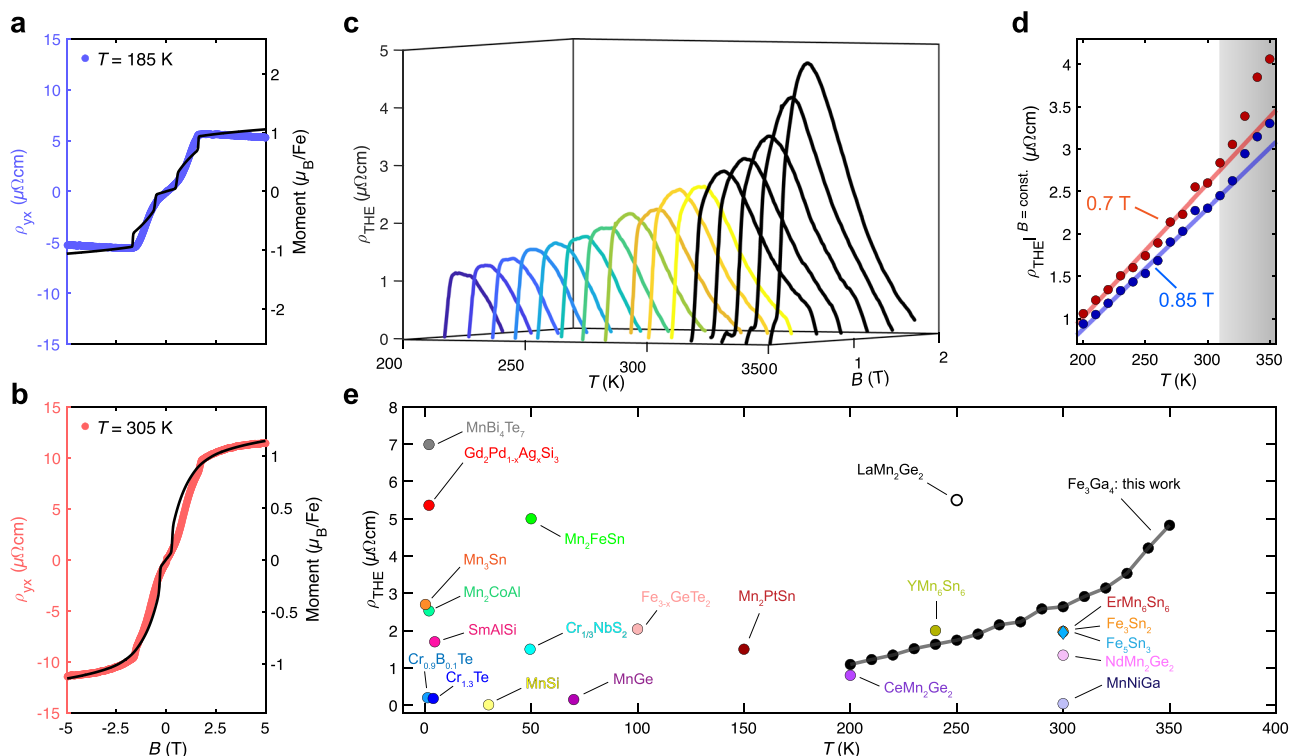 a
15
10
5
0
-5
-10
-15
ρyx (μΩcm)
T = 185 K
2
1
0
-1
-2
Moment (μB/Fe)
b
15
10
5
0
-5
-10
-15
ρyx (μΩcm)
T = 305 K
1
0.5
0
-0.5
-1
Moment (μB/Fe)
-5 -2.5 0 2.5 5
B (T)
c
5
4
3
2
1
0
ρTHE (μΩcm)
200 250 300 350
T (K)
0 1 2
B (T)
d
4
3.5
3
2.5
2
1.5
1
ρTHE|B = const. (μΩcm)
0.7 T
0.85 T
200 250 300 350
T (K)
e
8
7
6
5
4
3
2
1
0
ρTHE (μΩcm)
MnBi4Te7
Gd2Pd1-xAgxSi3
LaMn2Ge2
Fe3Ga4: this work
Mn2FeSn
Mn3Sn
Mn2CoAl
Fe3-xGeTe2
Mn2PtSn
YMn6Sn6
ErMn6Sn6
Fe3Sn2
Fe5Sn3
NdMn2Ge2
MnNiGa
SmAlSi
Cr1/3NbS2
Cr0.9B0.1Te
Cr1.3Te
MnSi
MnGe
CeMn2Ge2
0 50 100 150 200 250 300 350 400
T (K)